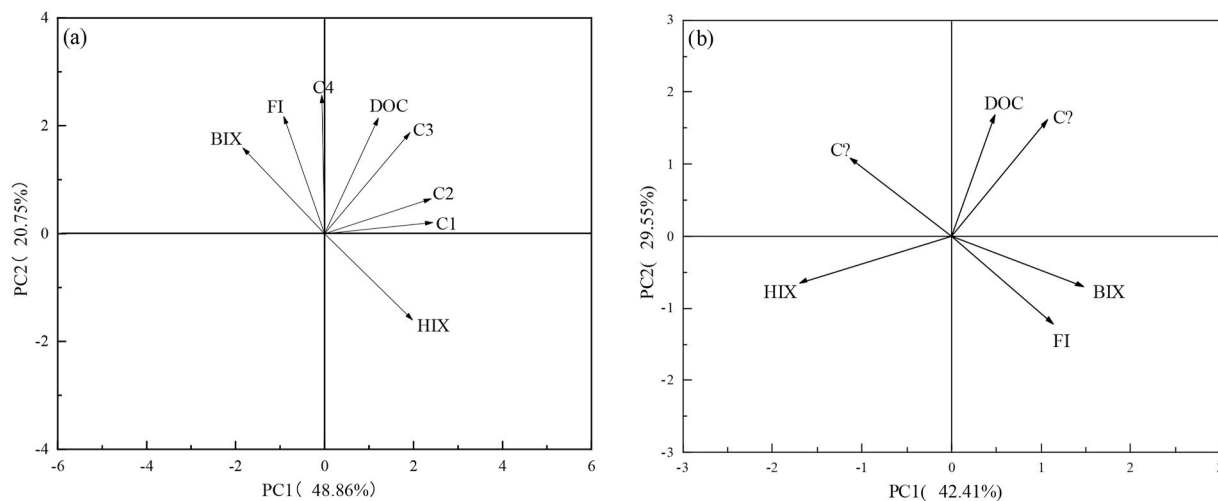 (a)
4
2
0
-2
-4
-6
-4
-2
0
2
4
6
PC2( 20.75%)
PC1( 48.86%)
C4
FI
DOC
BIX
C3
C2
C1
HIX
(b)
3
2
1
0
-1
-2
-3
-3
-2
-1
0
1
2
3
PC2( 29.55%)
PC1( 42.41%)
DOC
C?
C?
HIX
BIX
FI